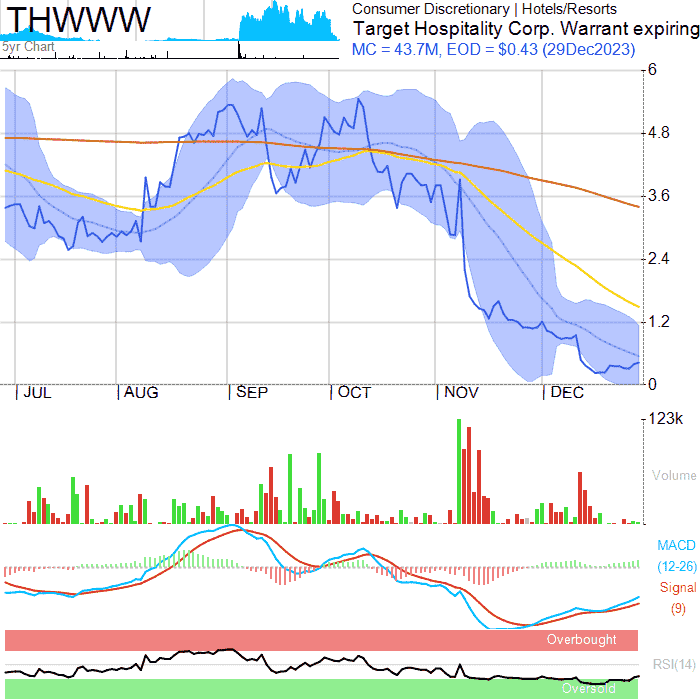 THWWW
5yr Chart
Consumer Discretionary | Hotels/Resorts
Target Hospitality Corp. Warrant expiring
MC = 43.7M, EOD = $0.43 (29Dec2023)
6
4.8
3.6
2.4
1.2
0
JUL
AUG
SEP
OCT
NOV
DEC
123k
Volume
MACD
(12-26)
Signal
(9)
Overbought
RSI(14)
Oversold